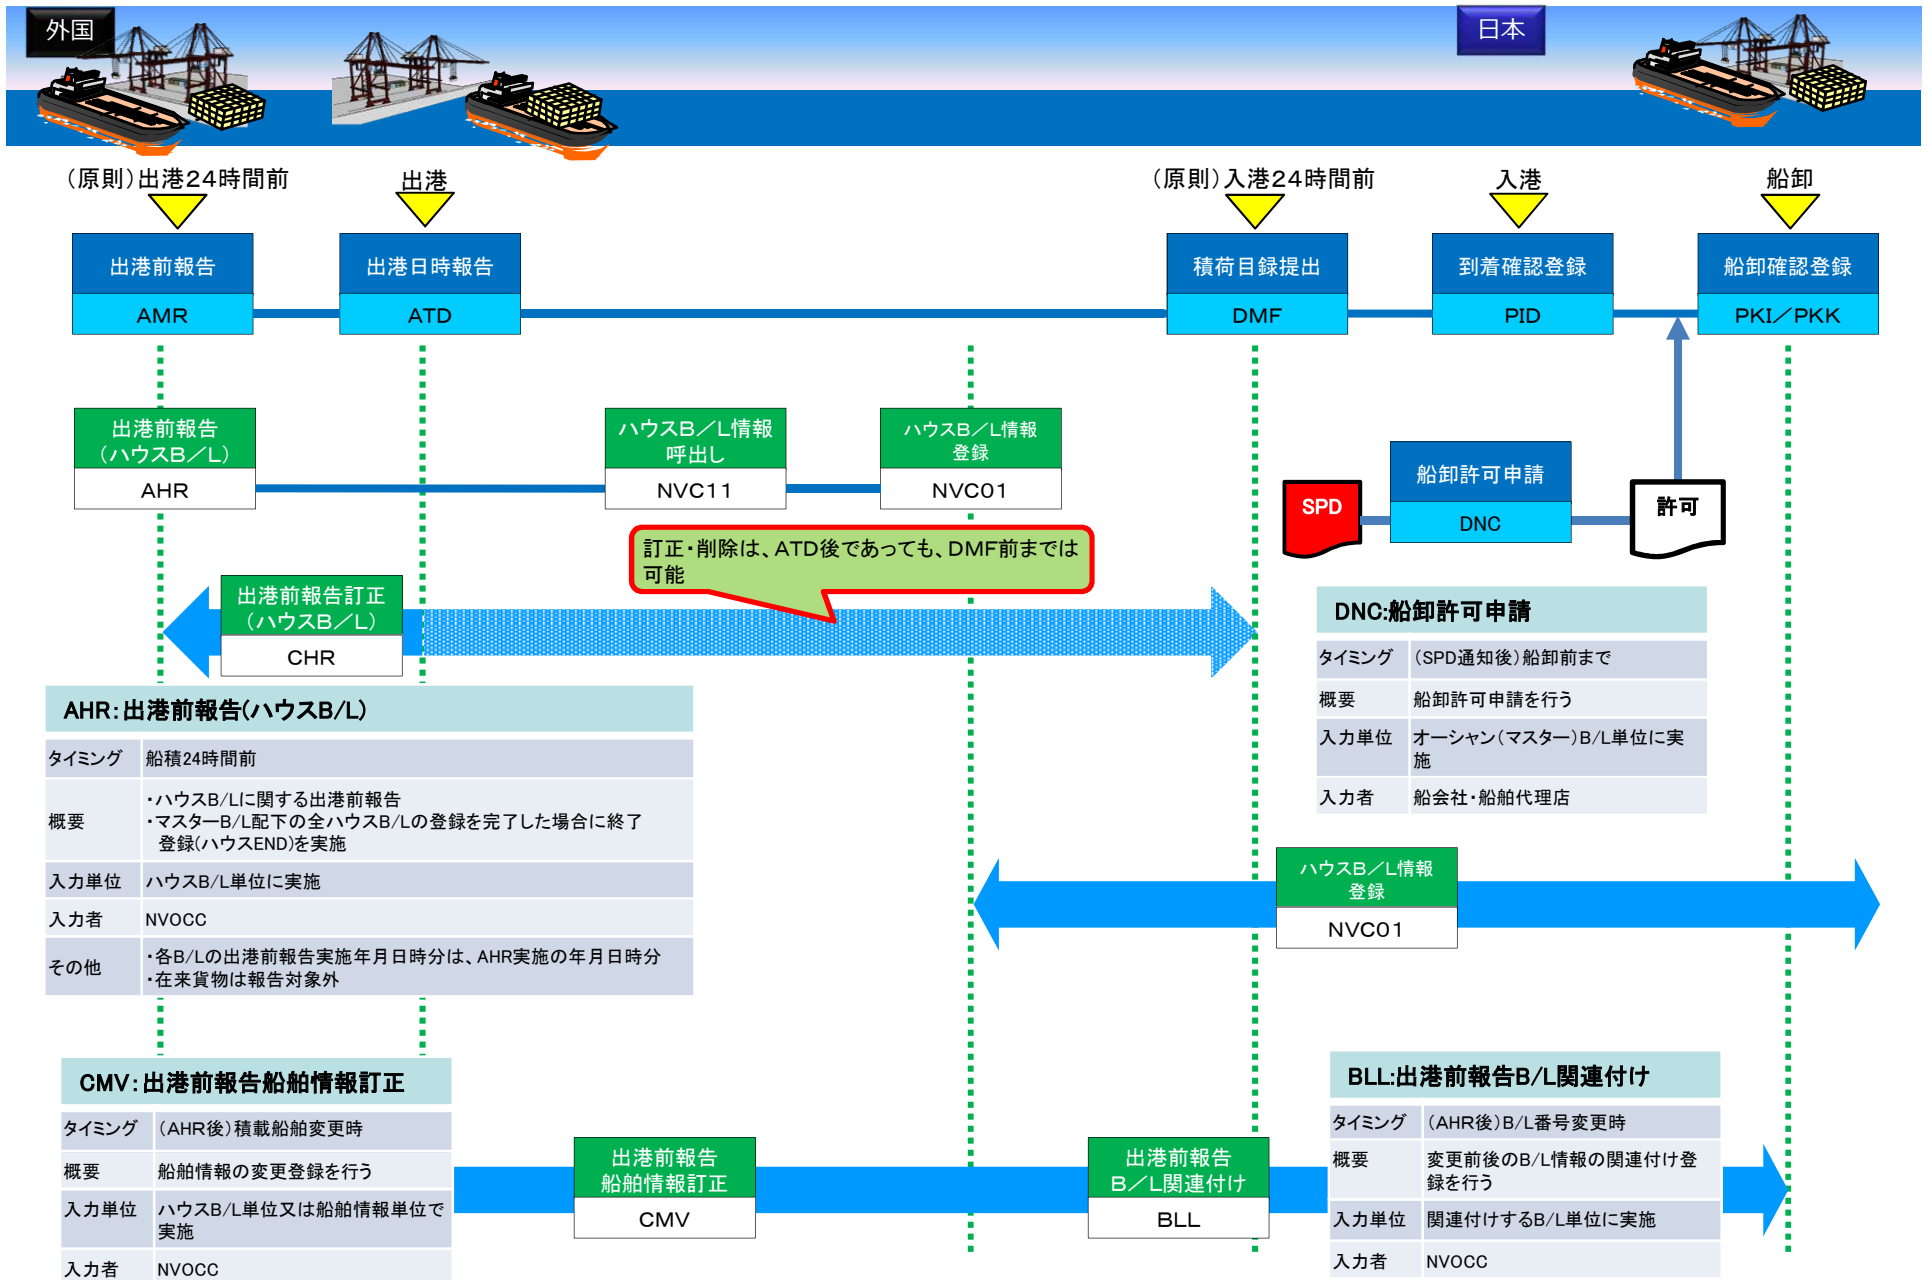 外国
日本
（原則）出港２４時間前
出港
（原則）入港２４時間前
入港
船卸
出港前報告
ＡＭＲ
出港日時報告
ＡＴＤ
積荷目録提出
ＤＭＦ
到着確認登録
ＰＩＤ
船卸確認登録
ＰＫＩ／ＰＫＫ
出港前報告
（ハウスＢ／Ｌ）
ＡＨＲ
ハウスＢ／Ｌ情報
呼出し
ＮＶＣ１１
ハウスＢ／Ｌ情報
登録
ＮＶＣ０１
SPD
船卸許可申請
DNC
許可
訂正・削除は、ＡＴＤ後であっても、ＤＭＦ前までは
可能
出港前報告訂正
（ハウスＢ／Ｌ）
ＣＨＲ
DNC:船卸許可申請
タイミング （SPD通知後）船卸前まで
概要 船卸許可申請を行う
入力単位 オーシャン（マスター）B/L単位に実
施
入力者 船会社・船舶代理店
AHR：出港前報告(ハウスB/L)
タイミング 船積24時間前
・ハウスB/Lに関する出港前報告
概要 ・マスターB/L配下の全ハウスB/Lの登録を完了した場合に終了
登録(ハウスEND)を実施
入力単位 ハウスB/L単位に実施
入力者 NVOCC
その他 ・各B/Lの出港前報告実施年月日時分は、AHR実施の年月日時分
・在来貨物は報告対象外
ハウスＢ／Ｌ情報
登録
ＮＶＣ０１
CMV：出港前報告船舶情報訂正
タイミング （AHR後）積載船舶変更時
概要 船舶情報の変更登録を行う
入力単位 ハウスB/L単位又は船舶情報単位で
実施
入力者 NVOCC
出港前報告
船舶情報訂正
ＣＭＶ
出港前報告
Ｂ／Ｌ関連付け
ＢＬＬ
BLL:出港前報告B/L関連付け
タイミング （AHR後）B/L番号変更時
概要 変更前後のB/L情報の関連付け登
録を行う
入力単位 関連付けするB/L単位に実施
入力者 NVOCC